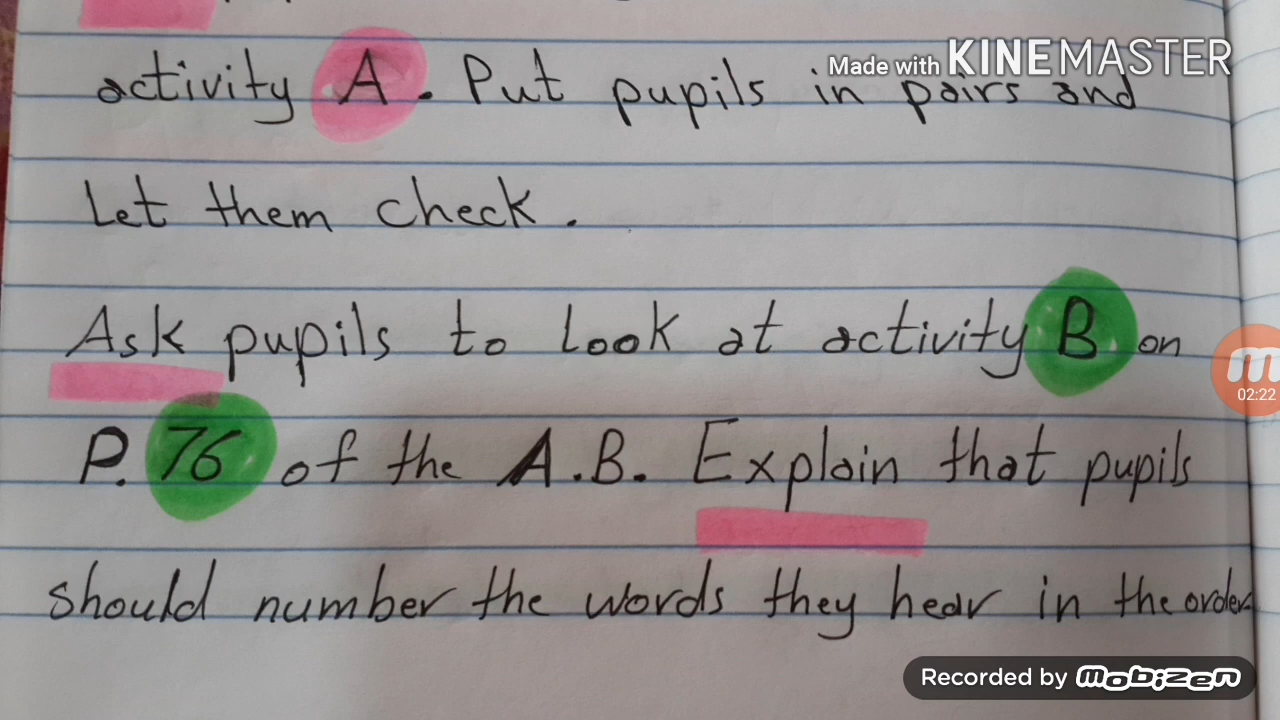 activity A. Put pupils in pairs and
Let them check.
Ask pupils to look at activity B on
P. 76 of the A.B. Explain that pupils
should number the words they hear in the order
Made with KINEMASTER
02:22
Recorded by mobizen